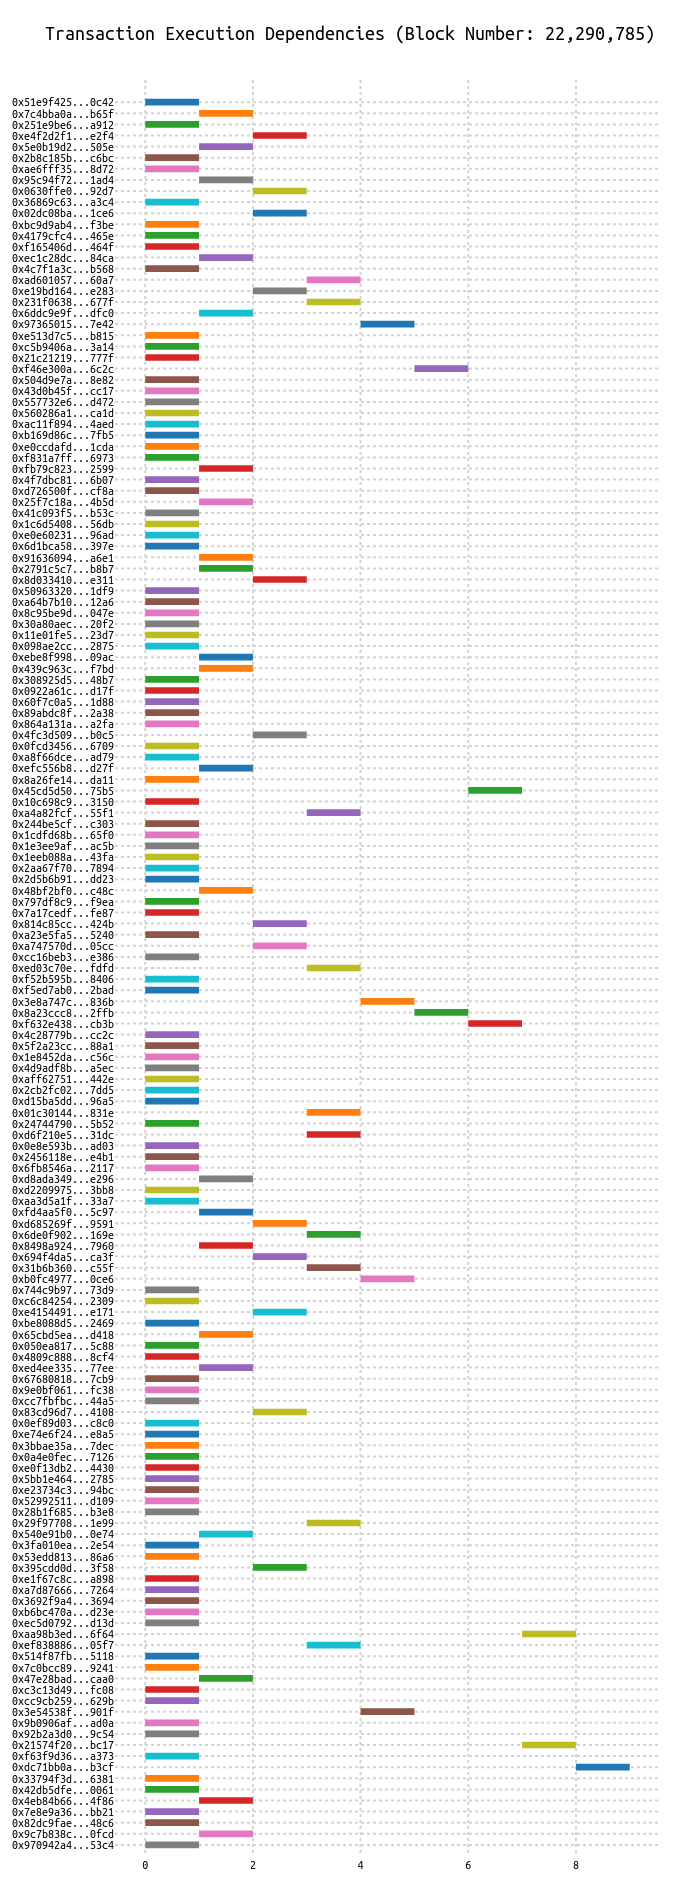 Transaction Execution Dependencies (Block Number: 22,290,785)
0x51e9f425...0c42
0x7c4bba0a...b65f
0x251e9be6...a912
0xe4f2d2f1...e2f4
0x5e0b19d2...505e
0x2b8c185b...c6bc
0xae6fff35...8d72
0x95c94f72...1ad4
0x0630ffe0...92d7
0x36869c63...a3c4
0x02dc08ba...1ce6
0xbc9d9ab4...f3be
0x4179cfc4...465e
0xf165406d...464f
0xec1c28dc...84ca
0x4c7f1a3c...b568
0xad601057...60a7
0xe19bd164...e283
0x231f0638...677f
0x6ddc9e9f...dfc0
0x97365015...7e42
0xe513d7c5...b815
0xc5b9406a...3a14
0x21c21219...777f
0xf46e300a...6c2c
0x504d9e7a...8e82
0x43d0b45f...cc17
0x557732e6...d472
0x560286a1...ca1d
0xac11f894...4aed
0xb169d86c...7fb5
0xe0ccdafd...1cda
0xf831a7ff...6973
0xfb79c823...2599
0x4f7dbc81...6b07
0xd726500f...cf8a
0x25f7c18a...4b5d
0x41c093f5...b53c
0x1c6d5408...56db
0xe0e60231...96ad
0x6d1bca58...397e
0x91636094...a6e1
0x2791c5c7...b8b7
0x8d033410...e311
0x50963320...1df9
0xa64b7b10...12a6
0x8c95be9d...047e
0x30a80aec...20f2
0x11e01fe5...23d7
0x098ae2cc...2875
0xebe8f998...09ac
0x439c963c...f7bd
0x308925d5...48b7
0x0922a61c...d17f
0x60f7c0a5...1d88
0x89abdc8f...2a38
0x864a131a...a2fa
0x4fc3d509...b0c5
0x0fcd3456...6709
0xa8f66dce...ad79
0xefc556b8...d27f
0x8a26fe14...da11
0x45cd5d50...75b5
0x10c698c9...3150
0xa4a82fcf...55f1
0x244be5cf...c303
0x1cdfd68b...65f0
0x1e3ee9af...ac5b
0x1eeb088a...43fa
0x2aa67f70...7894
0x2d5b6b91...dd23
0x48bf2bf0...c48c
0x797df8c9...f9ea
0x7a17cedf...fe87
0x814c85cc...424b
0xa23e5fa5...5240
0xa747570d...05cc
0xcc16beb3...e386
0xed03c70e...fdfd
0xf52b595b...8406
0xf5ed7ab0...2bad
0x3e8a747c...836b
0x8a23ccc8...2ffb
0xf632e438...cb3b
0x4c28779b...cc2c
0x5f2a23cc...88a1
0x1e8452da...c56c
0x4d9adf8b...a5ec
0xaff62751...442e
0x2cb2fc02...7dd5
0xd15ba5dd...96a5
0x01c30144...831e
0x24744790...5b52
0xd6f210e5...31dc
0x0e8e593b...ad03
0x2456118e...e4b1
0x6fb8546a...2117
0xd8ada349...e296
0xd2209975...3bb8
0xaa3d5a1f...33a7
0xfd4aa5f0...5c97
0xd685269f...9591
0x6de0f902...169e
0x8498a924...7960
0x694f4da5...ca3f
0x31b6b360...c55f
0xb0fc4977...0ce6
0x744c9b97...73d9
0xc6c84254...2309
0xe4154491...e171
0xbe8088d5...2469
0x65cbd5ea...d418
0x050ea817...5c88
0x4809c888...8cf4
0xed4ee335...77ee
0x67680818...7cb9
0x9e0bf061...fc38
0xcc7fbfbc...44a5
0x83cd96d7...4108
0x0ef89d03...c8c0
0xe74e6f24...e8a5
0x3bbae35a...7dec
0x0a4e0fec...7126
0xe0f13db2...4430
0x5bb1e464...2785
0xe23734c3...94bc
0x52992511...d109
0x28b1f685...b3e8
0x29f97708...1e99
0x540e91b0...0e74
0x3fa010ea...2e54
0x53edd813...86a6
0x395cdd0d...3f58
0xe1f67c8c...a898
0xa7d87666...7264
0x3692f9a4...3694
0xb6bc470a...d23e
0xec5d0792...d13d
0xaa98b3ed...6f64
0xef838886...05f7
0x514f87fb...5118
0x7c0bcc89...9241
0x47e28bad...caa0
0xc3c13d49...fc08
0xcc9cb259...629b
0x3e54538f...901f
0x9b0906af...ad0a
0x92b2a3d0...9c54
0x21574f20...bc17
0xf63f9d36...a373
0xdc71bb0a...b3cf
0x33794f3d...6381
0x42db5dfe...0061
0x4eb84b66...4f86
0x7e8e9a36...bb21
0x82dc9fae...48c6
0x9c7b838c...0fcd
0x970942a4...53c4
0 2 4 6 8